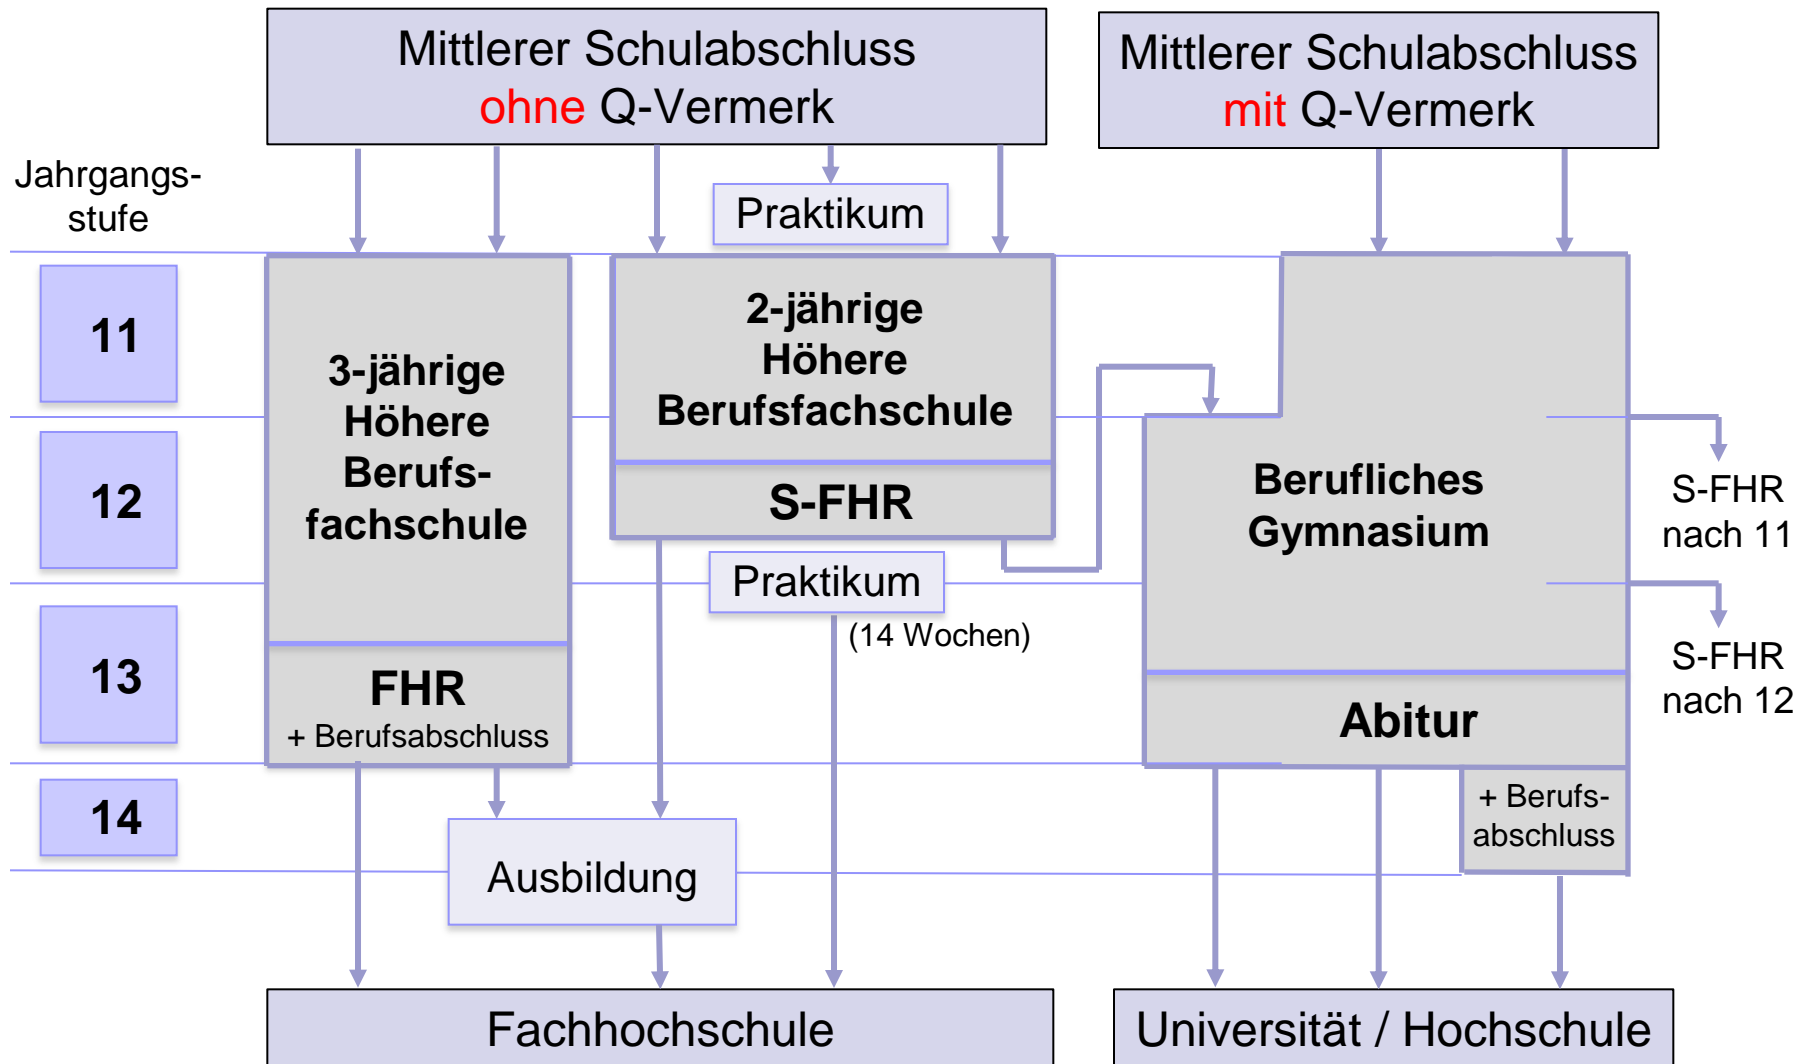 Mittlerer Schulabschluss
ohne Q-Vermerk
Mittlerer Schulabschluss
mit Q-Vermerk
Jahrgangs-
stufe
Praktikum
11
12
13
14
3-jährige
Höhere
Berufs-
fachschule
FHR
+ Berufsabschluss
2-jährige
Höhere
Berufsfachschule
S-FHR
Praktikum
(14 Wochen)
Berufliches
Gymnasium
Abitur
+ Berufs-
abschluss
S-FHR
nach 11
S-FHR
nach 12
Ausbildung
Fachhochschule
Universität / Hochschule